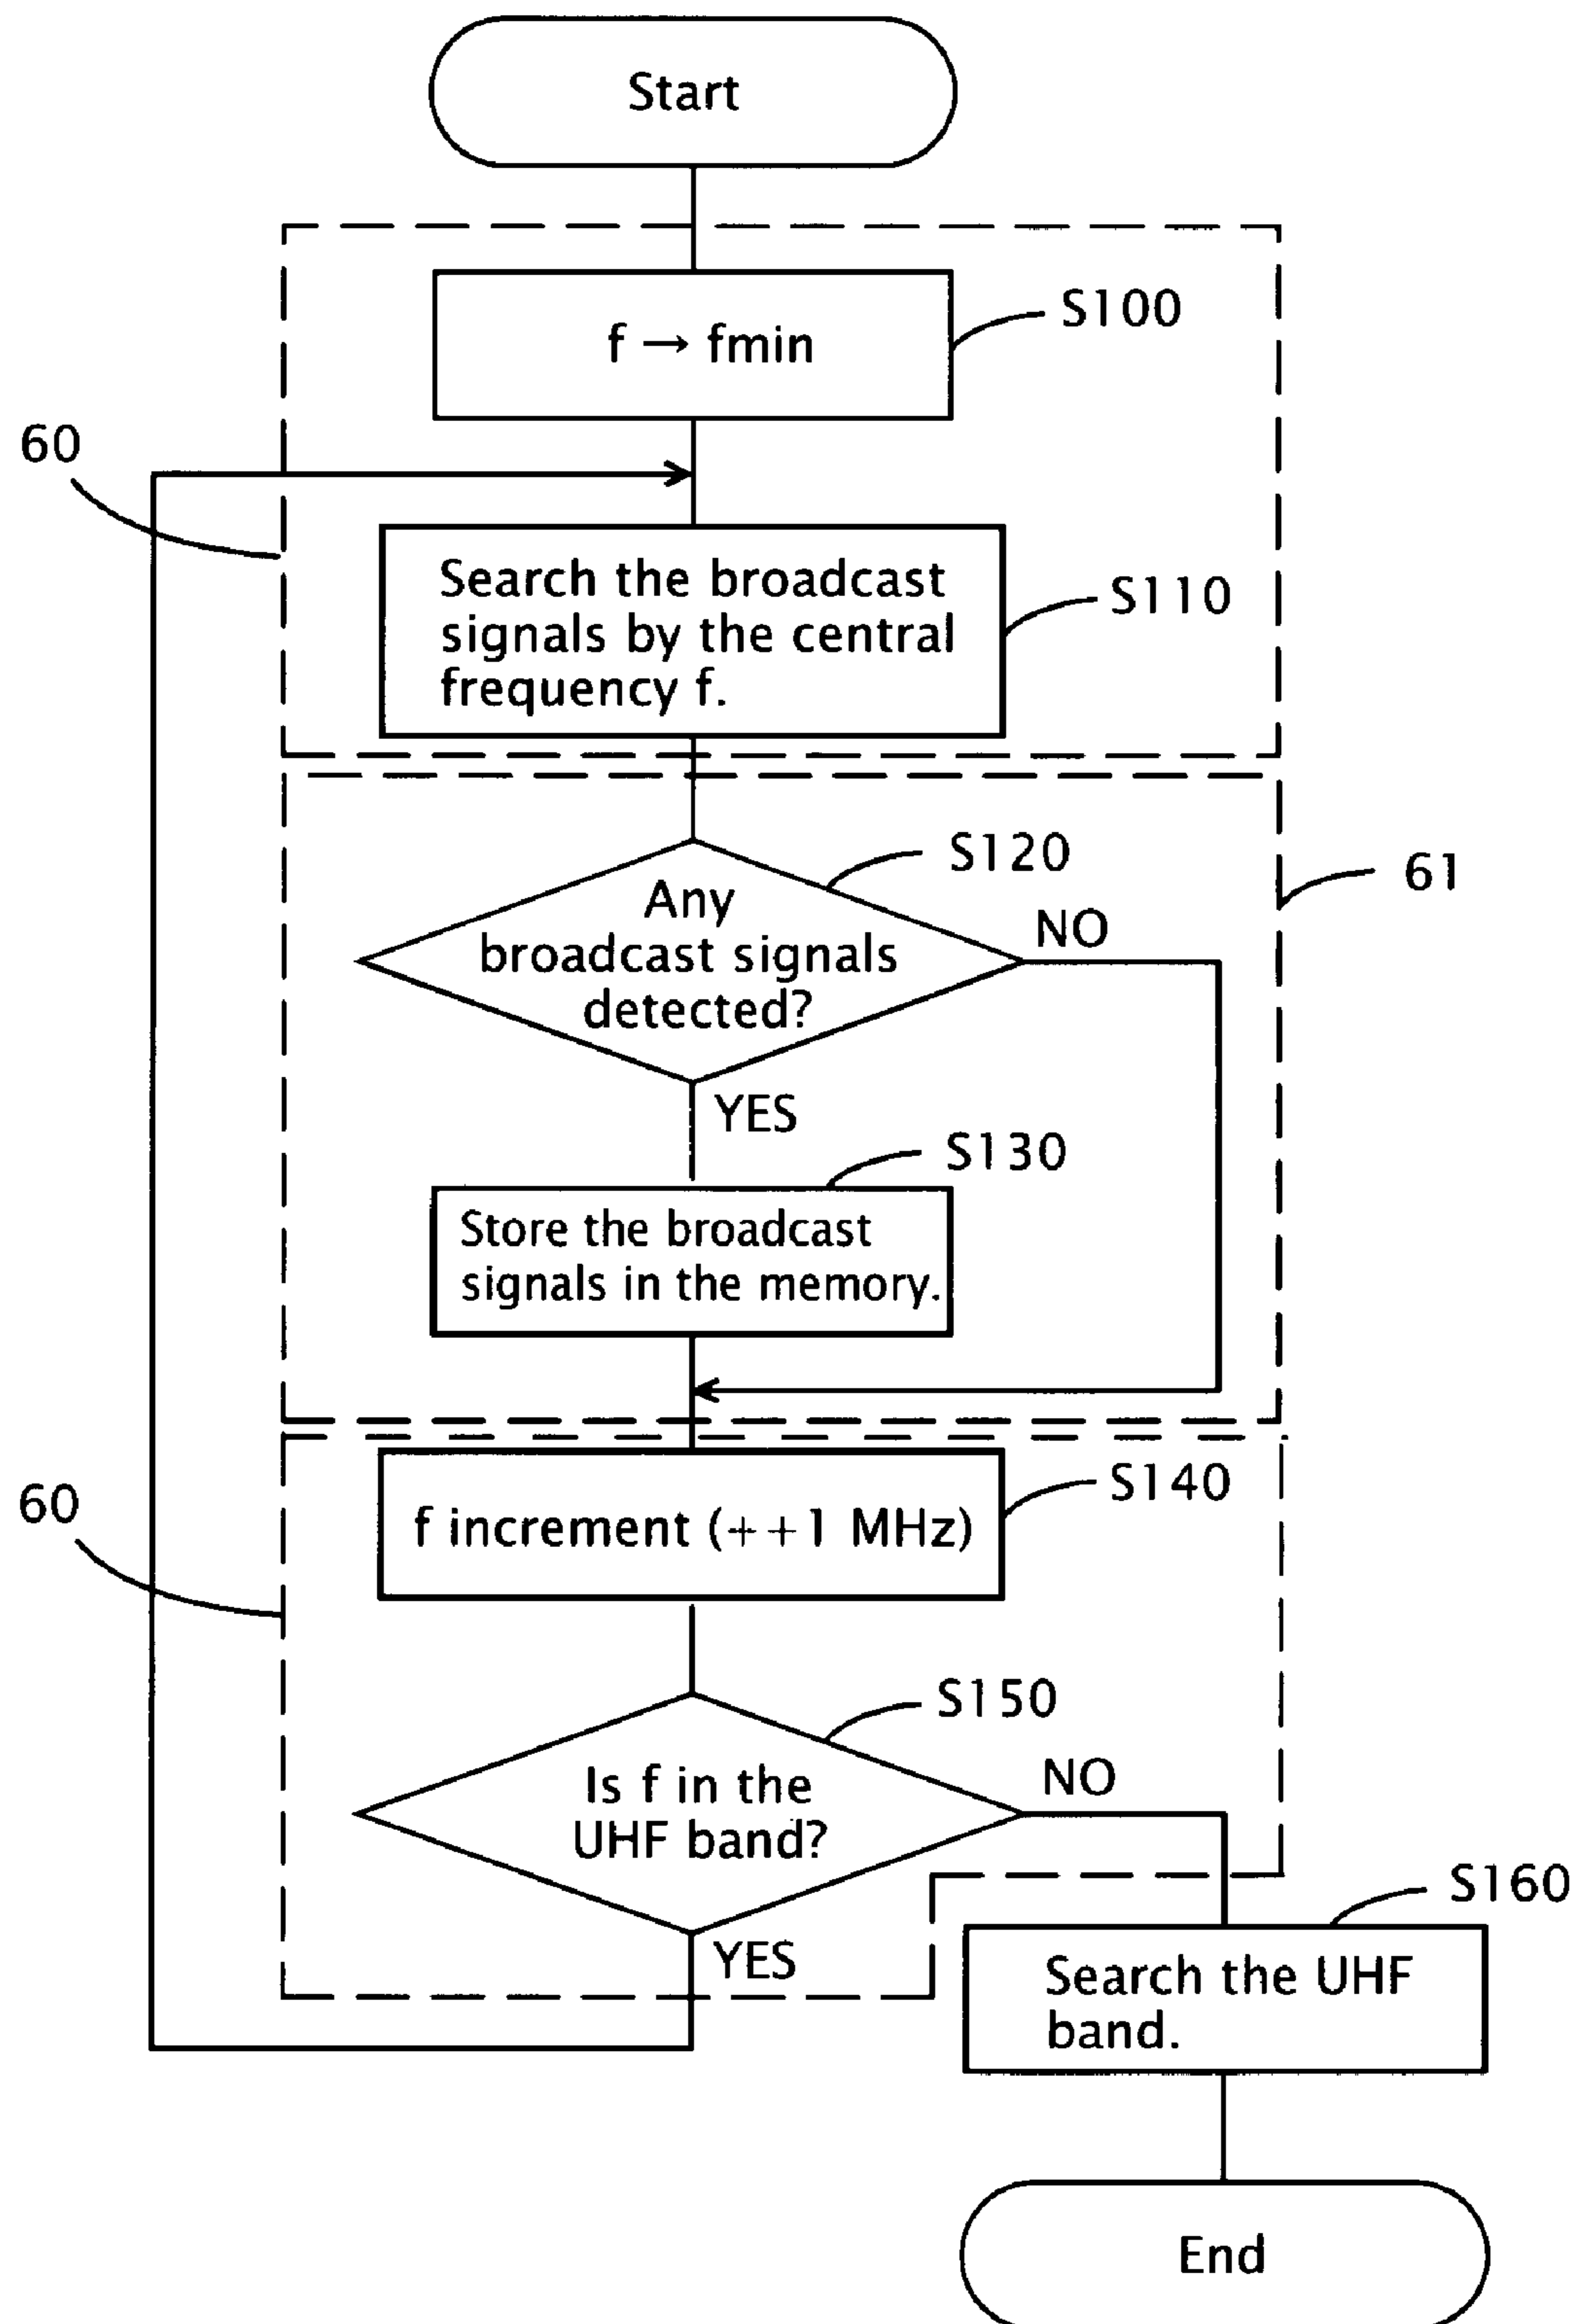 Start
f → fmin
S100
60
Search the broadcast
signals by the central
frequency f.
S110
S120
61
Any
broadcast signals
detected?
NO
YES
S130
Store the broadcast
signals in the memory.
S140
60
f increment (++1 MHz)
S150
Is f in the
UHF band?
NO
YES
S160
Search the UHF
band.
End